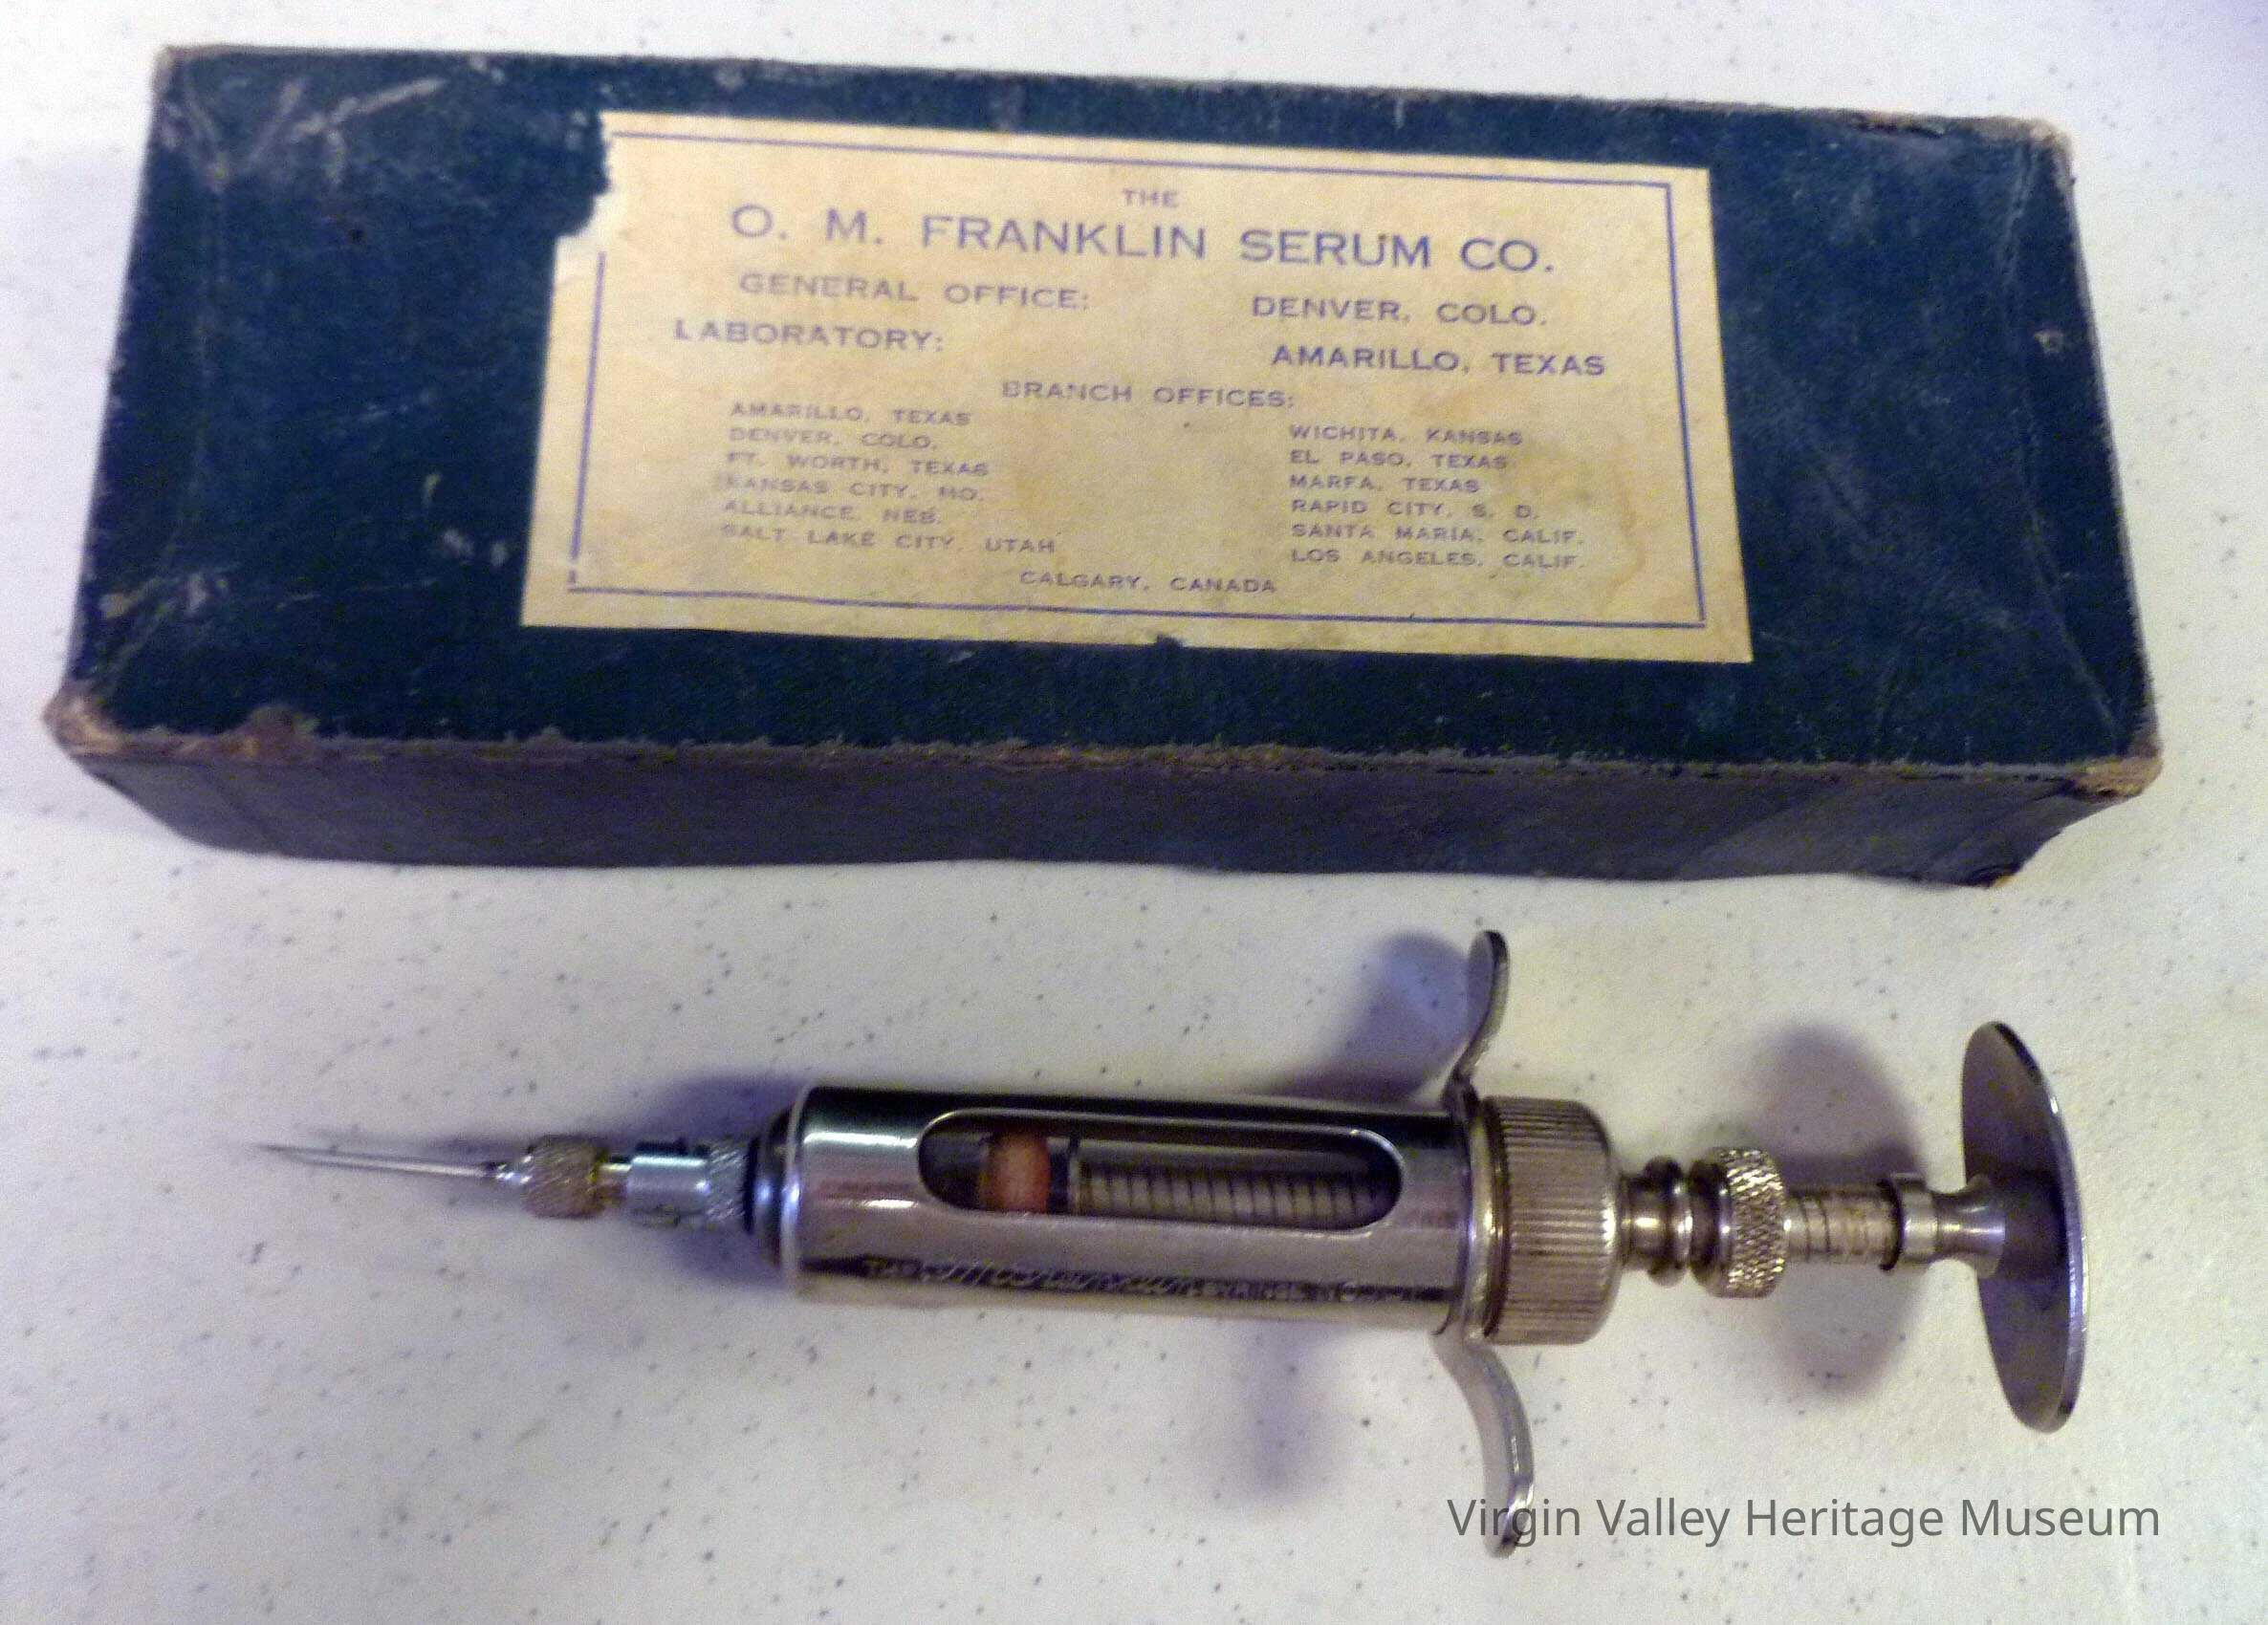 THE
O. M. FRANKLIN SERUM CO.
GENERAL OFFICE: DENVER, COLO.
LABORATORY: AMARILLO, TEXAS
BRANCH OFFICES:
AMARILLO, TEXAS
DENVER, COLO.
FT. WORTH, TEXAS
KANSAS CITY, MO.
ALLIANCE, NEB.
SALT LAKE CITY, UTAH
WICHITA, KANSAS
EL PASO, TEXAS
MARFA, TEXAS
RAPID CITY, S. D.
SANTA MARIA, CALIF.
LOS ANGELES, CALIF.
CALGARY, CANADA
THE
Virgin Valley Heritage Museum